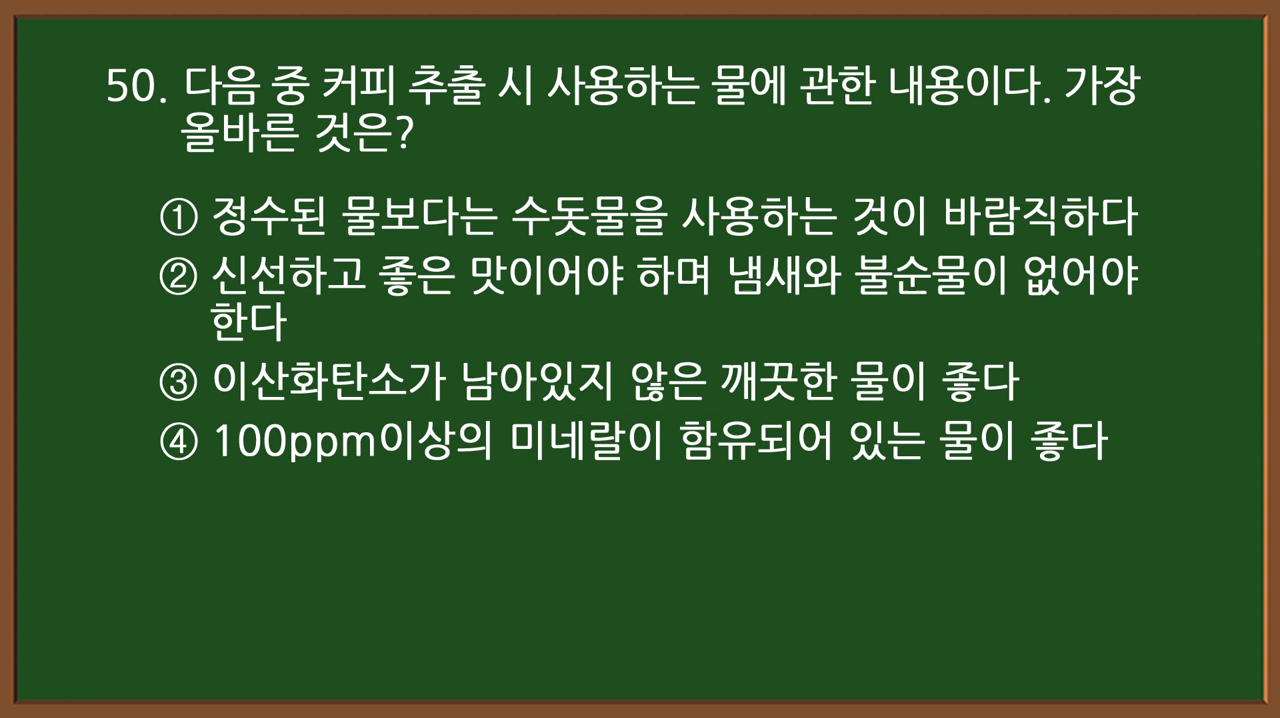 50. 다음 중 커피 추출 시 사용하는 물에 관한 내용이다. 가장
올바른 것은?
① 정수된 물보다는 수돗물을 사용하는 것이 바람직하다
② 신선하고 좋은 맛이어야 하며 냄새와 불순물이 없어야
한다
③ 이산화탄소가 남아있지 않은 깨끗한 물이 좋다
④ 100ppm이상의 미네랄이 함유되어 있는 물이 좋다